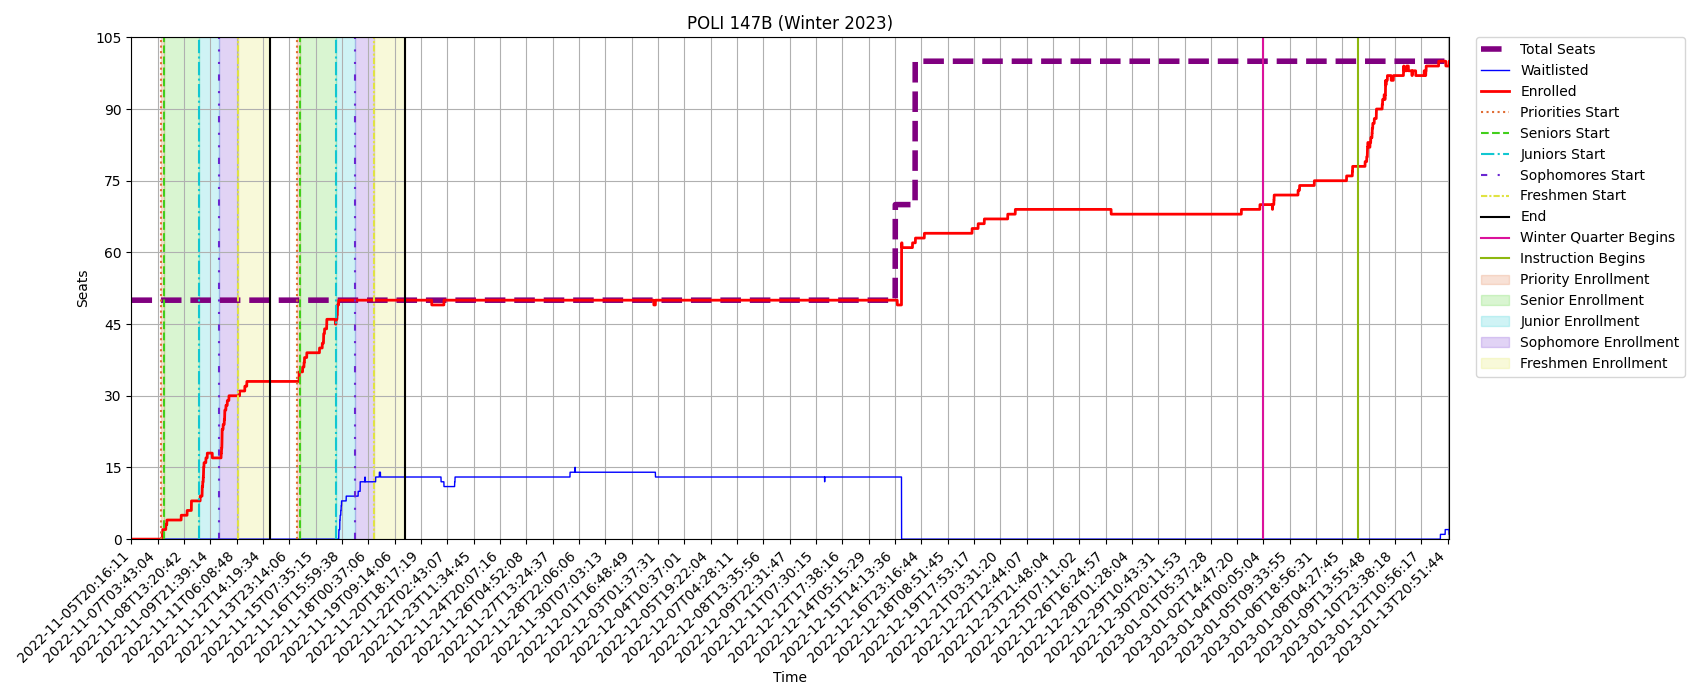 POLI 147B (Winter 2023)
105
90
75
60
45
30
15
0
Seats
2022-11-05T20:16:11
2022-11-07T03:43:04
2022-11-08T13:20:42
2022-11-09T21:39:14
2022-11-11T06:08:48
2022-11-12T14:19:34
2022-11-13T23:14:06
2022-11-15T07:35:15
2022-11-16T15:59:38
2022-11-18T00:37:06
2022-11-19T09:14:06
2022-11-20T18:17:19
2022-11-22T02:43:07
2022-11-23T11:34:45
2022-11-24T20:07:16
2022-11-26T04:52:08
2022-11-27T13:24:37
2022-11-28T22:06:06
2022-11-30T07:03:13
2022-12-01T16:48:49
2022-12-03T01:37:31
2022-12-04T10:37:01
2022-12-05T19:22:04
2022-12-07T04:28:11
2022-12-08T13:35:56
2022-12-09T22:31:47
2022-12-11T07:30:15
2022-12-12T17:38:16
2022-12-14T05:15:29
2022-12-15T14:13:36
2022-12-16T23:16:44
2022-12-18T08:51:45
2022-12-19T17:53:17
2022-12-21T03:31:20
2022-12-22T12:44:07
2022-12-23T21:48:04
2022-12-25T07:11:02
2022-12-26T16:24:57
2022-12-28T01:28:04
2022-12-29T10:43:31
2022-12-30T20:11:53
2023-01-01T05:37:28
2023-01-02T14:47:20
2023-01-04T00:05:04
2023-01-05T09:33:55
2023-01-06T18:56:31
2023-01-08T04:27:45
2023-01-09T13:55:48
2023-01-10T23:38:18
2023-01-12T10:56:17
2023-01-13T20:51:44
Time
Total Seats
Waitlisted
Enrolled
Priorities Start
Seniors Start
Juniors Start
Sophomores Start
Freshmen Start
End
Winter Quarter Begins
Instruction Begins
Priority Enrollment
Senior Enrollment
Junior Enrollment
Sophomore Enrollment
Freshmen Enrollment